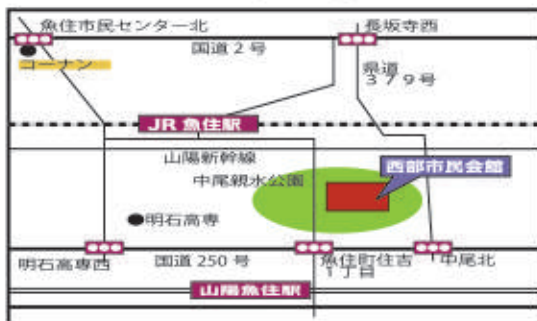 魚住市民センター北
長坂寺西
国道2号
コーナン
県道
379号
JR 魚住駅
山陽新幹線
西部市民会館
中尾親水公園
明石高専
明石高専西
国道 250 号
魚住町住吉
1丁目
中尾北
山陽魚住駅